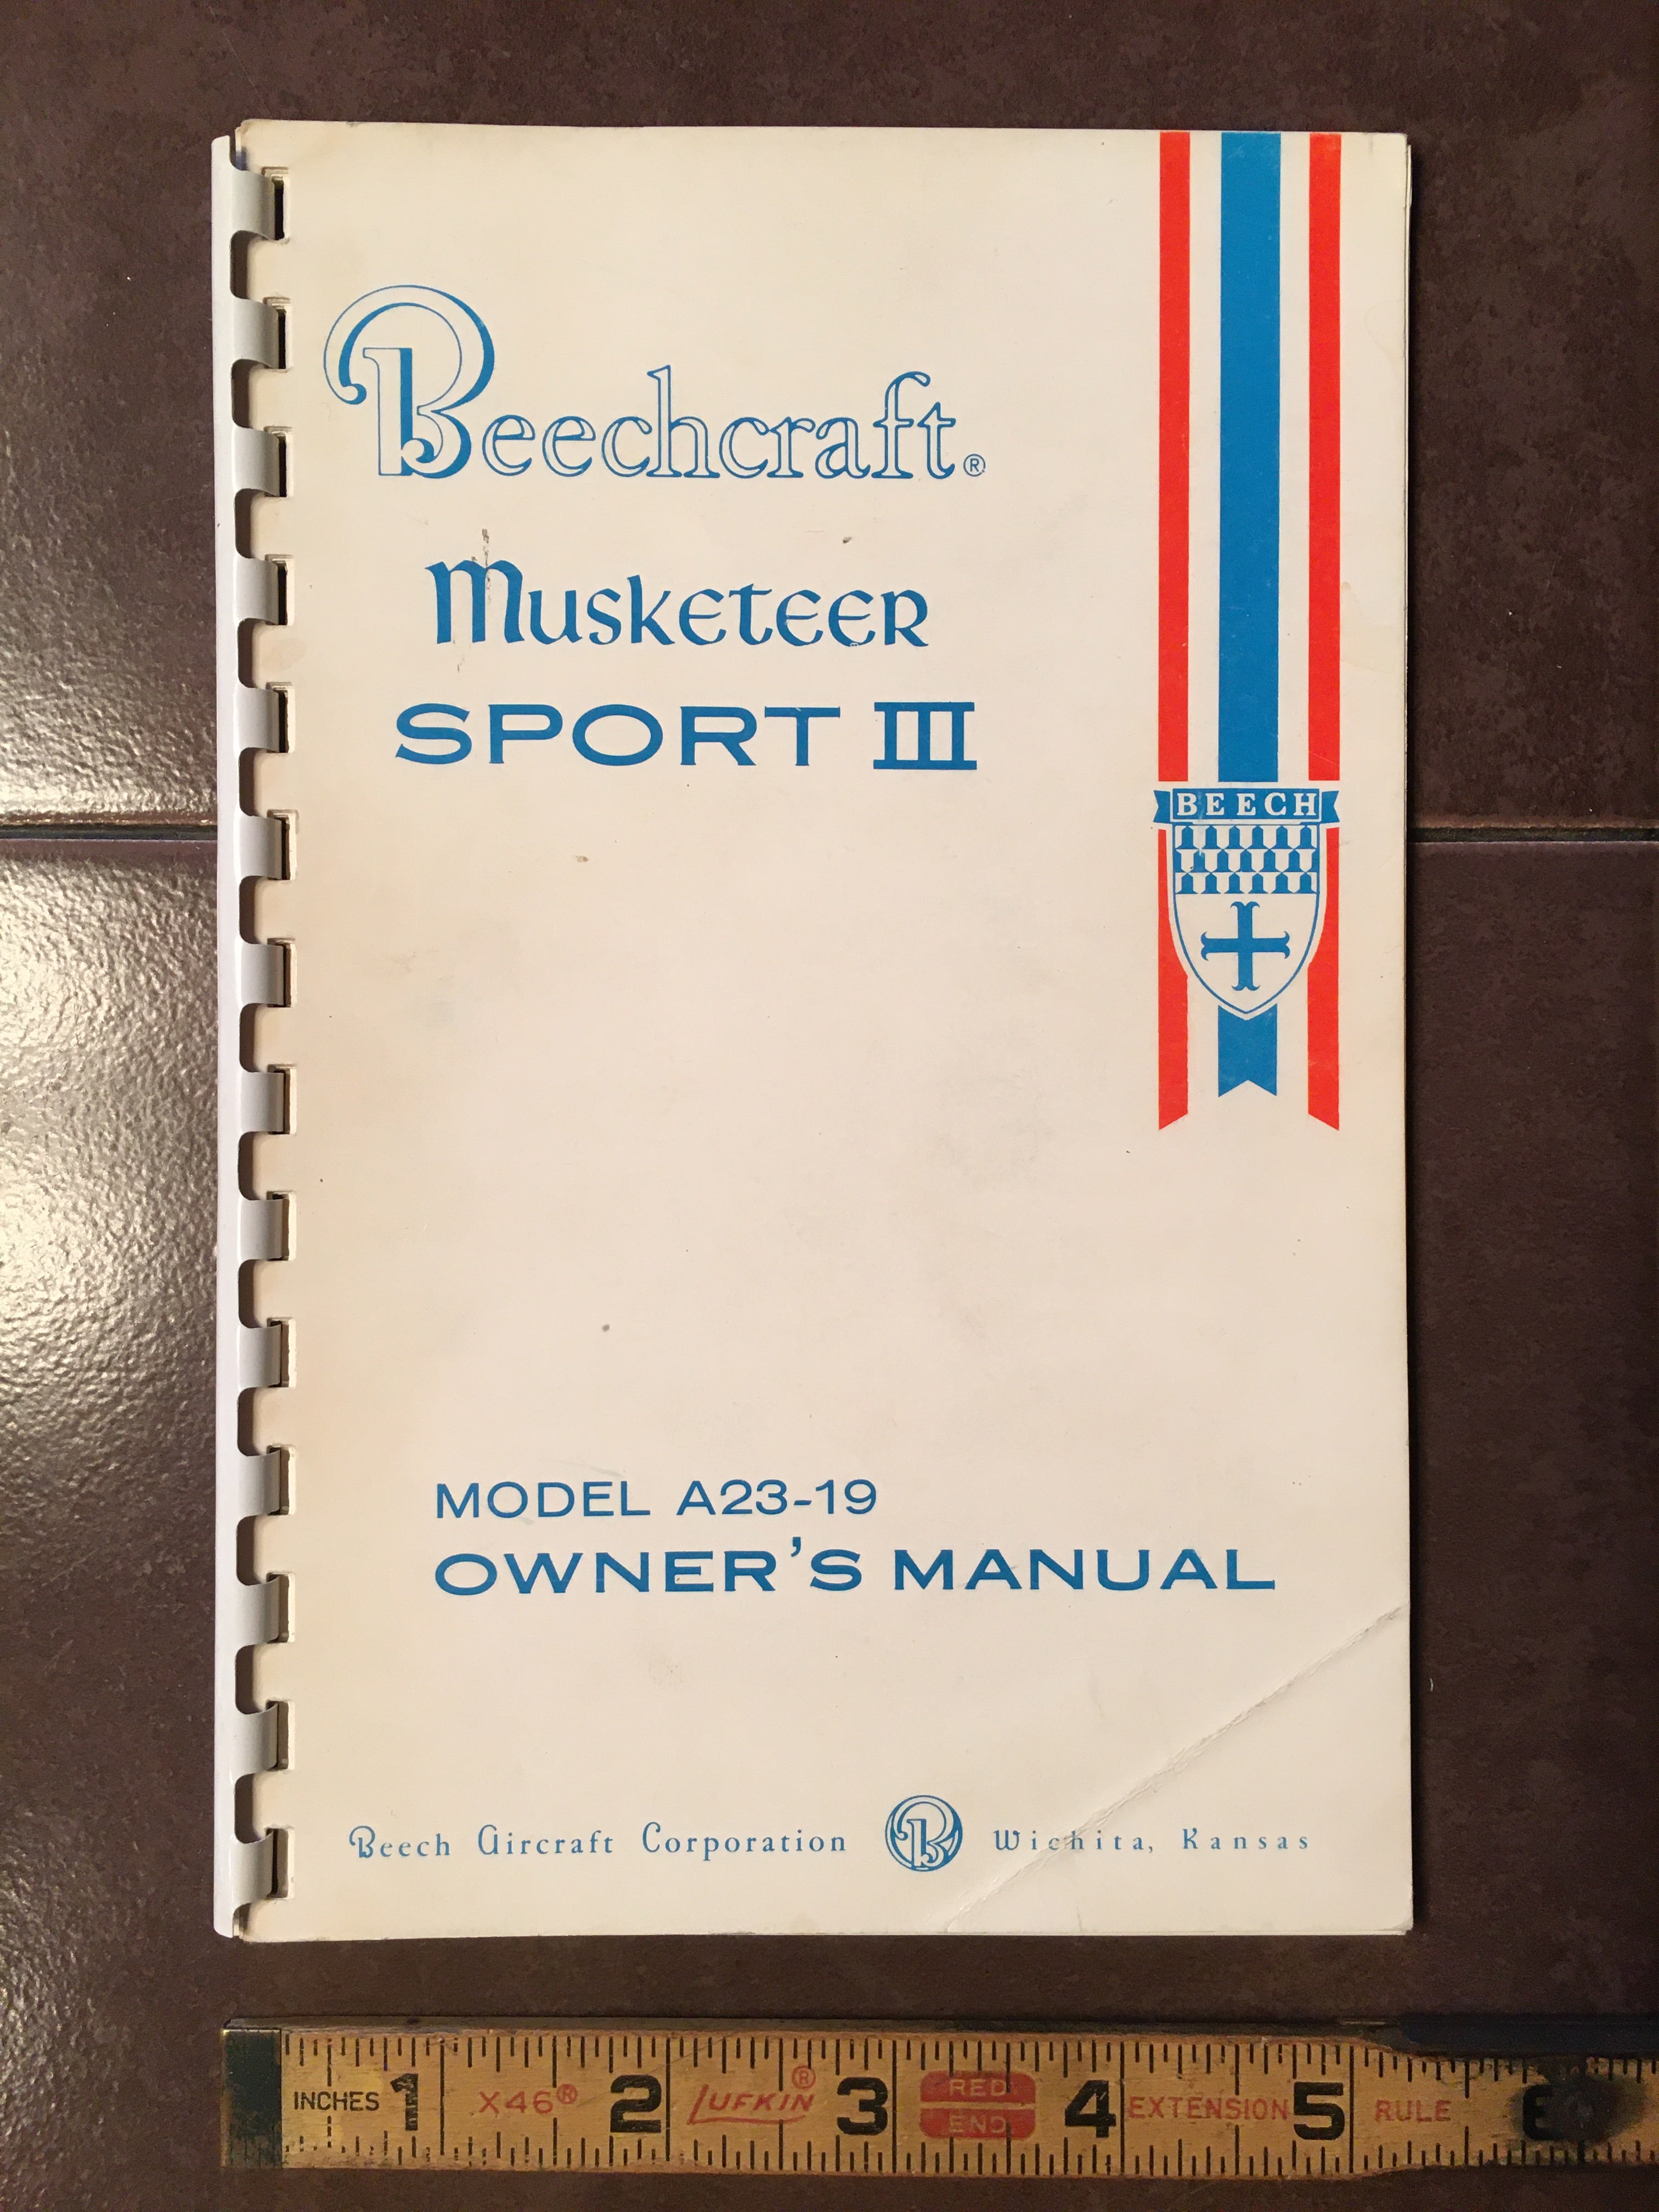 Beechcraft®
Musketeer
SPORT III
BEECH
MODEL A23-19
OWNER'S MANUAL
Beech Aircraft Corporation B Wichita, Kansas
INCHES 1 X46® 2 LUFKIN® 3 RED END 4 EXTENSION 5 RULE 6